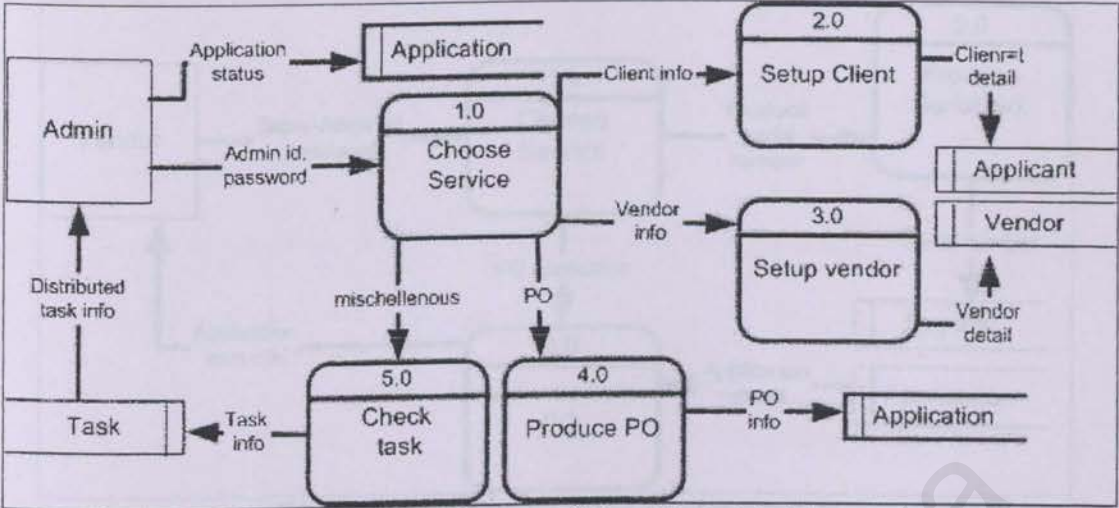 Application
status
Application
2.0
Setup Client
Client info
Clienr=t
detail
Admin
1.0
Choose
Service
Admin id.
password
Applicant
Vendor
Vendor
info
3.0
Setup vendor
Vendor
detail
Distributed
task info
mischellenous
PO
5.0
Check
task
4.0
Produce PO
PO
info
Application
Task
Task
info